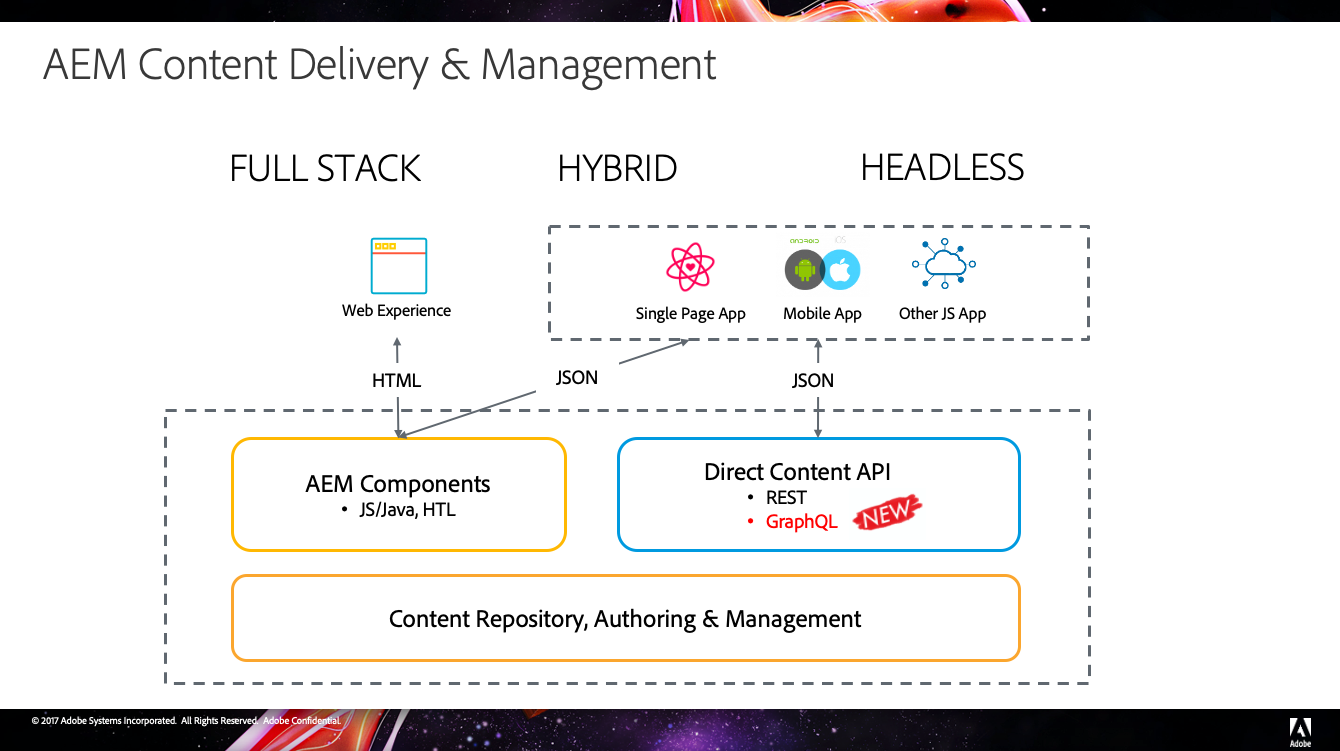 AEM Content Delivery & Management
FULL STACK
HYBRID
HEADLESS
ANDROID
iOS
Web Experience
Single Page App
Mobile App
Other JS App
HTML
JSON
JSON
AEM Components
• JS/Java, HTL
Direct Content API
• REST
• GraphQL
NEW
Content Repository, Authoring & Management
© 2017 Adobe Systems Incorporated. All Rights Reserved. Adobe Confidential.
Adobe